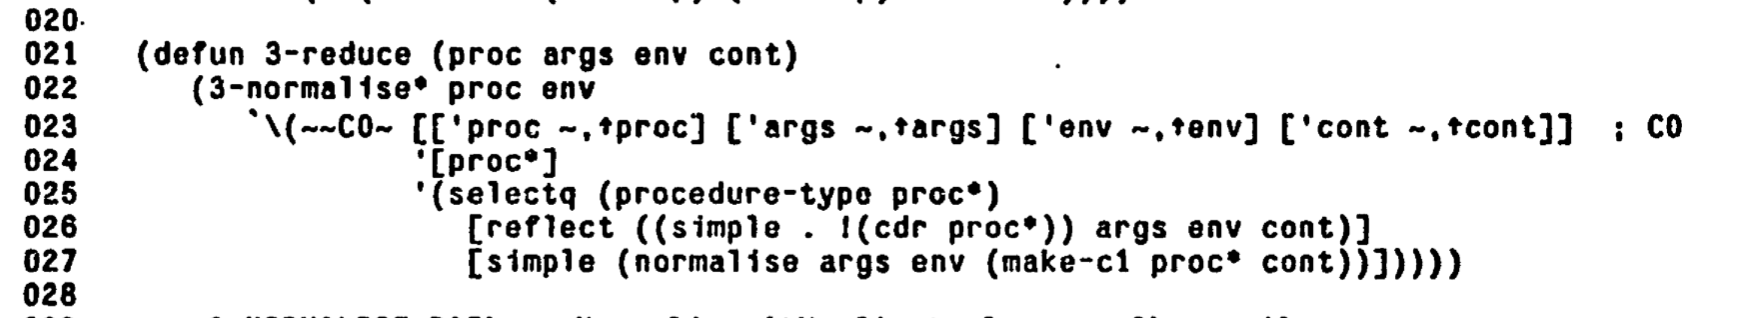 020
021 (defun 3-reduce (proc args env cont)
022 (3-normalise* proc env
023 `\(~~C0~ [['proc ~,↑proc] ['args ~,↑args] ['env ~,↑env] ['cont ~,↑cont]] ; C0
024 '[proc*]
025 '(selectq (procedure-type proc*)
026 [reflect ((simple . !(cdr proc*)) args env cont)]
027 [simple (normalise args env (make-c1 proc* cont))]))))
028